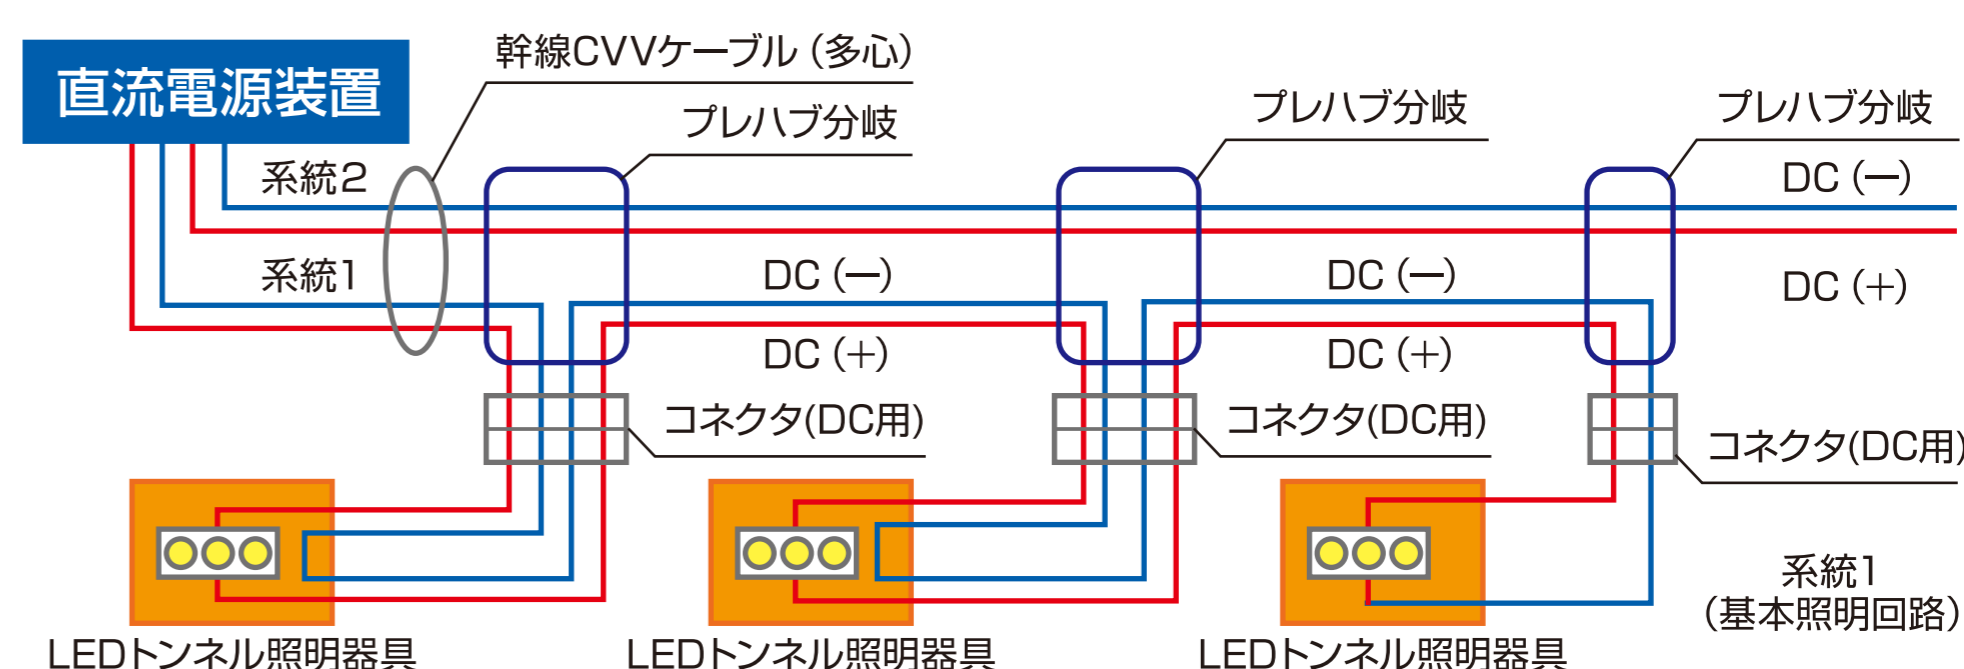 幹線CVVケーブル（多心）
直流電源装置
プレハブ分岐
プレハブ分岐
プレハブ分岐
系統2
DC（−）
系統1
DC（−）
DC（−）
DC（＋）
DC（＋）
DC（＋）
コネクタ(DC用)
コネクタ(DC用)
コネクタ(DC用)
系統1
（基本照明回路）
LEDトンネル照明器具
LEDトンネル照明器具
LEDトンネル照明器具